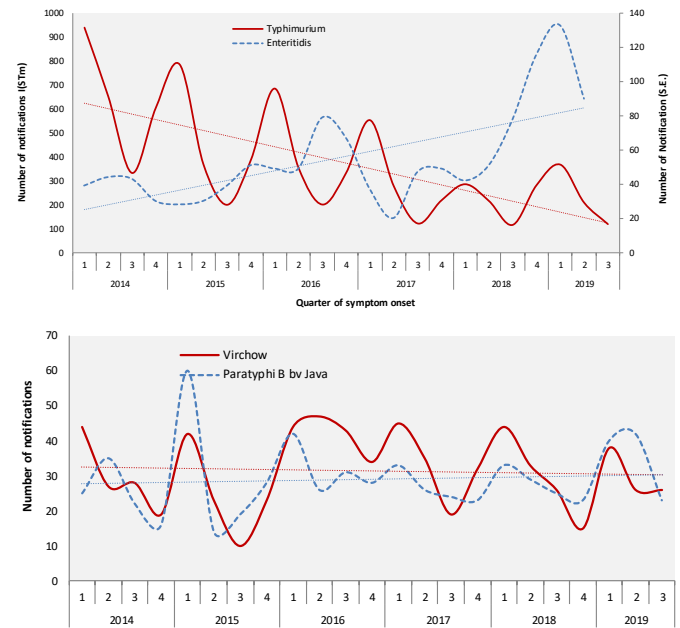 Typhimurium
Enteritidis
Number of notifications I(STm)
1000
900
800
700
600
500
400
300
200
100
0
Number of Notification (S.E.)
140
120
100
80
60
40
20
0
1 2 3 4 1 2 3 4 1 2 3 4 1 2 3 4 1 2 3 4 1 2 3
2014 2015 2016 2017 2018 2019
Quarter of symptom onset
Virchow
Paratyphi B bv Java
Number of notifications
70
60
50
40
30
20
10
0
1 2 3 4 1 2 3 4 1 2 3 4 1 2 3 4 1 2 3 4 1 2 3
2014 2015 2016 2017 2018 2019